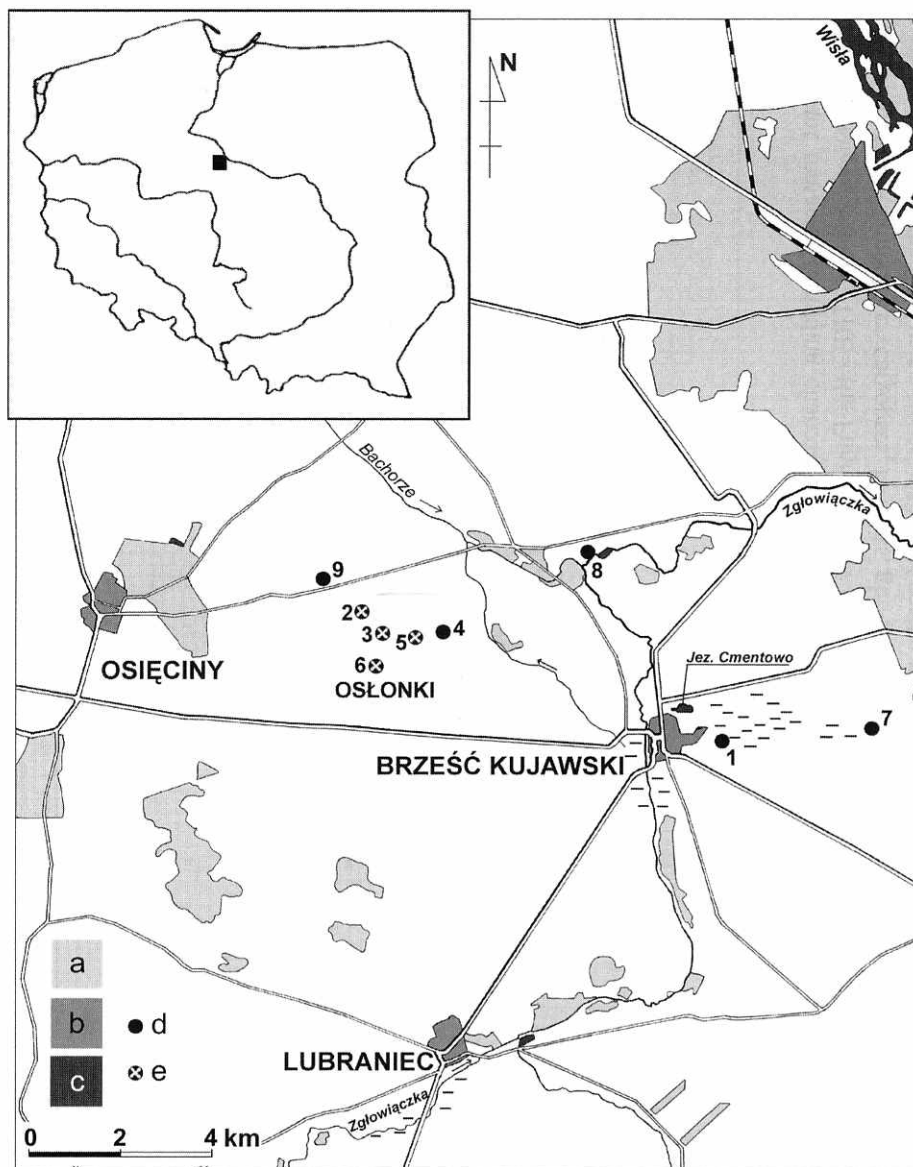 N
Wisła
Bachorze
Zgłowiączka
8
9
2
3
5
4
6
OSIĘCINY
OSŁONKI
Jez. Cmentowo
7
1
BRZEŚĆ KUJAWSKI
a
b
d
c
e
LUBRANIEC
Zgłowiączka
0 2 4 km